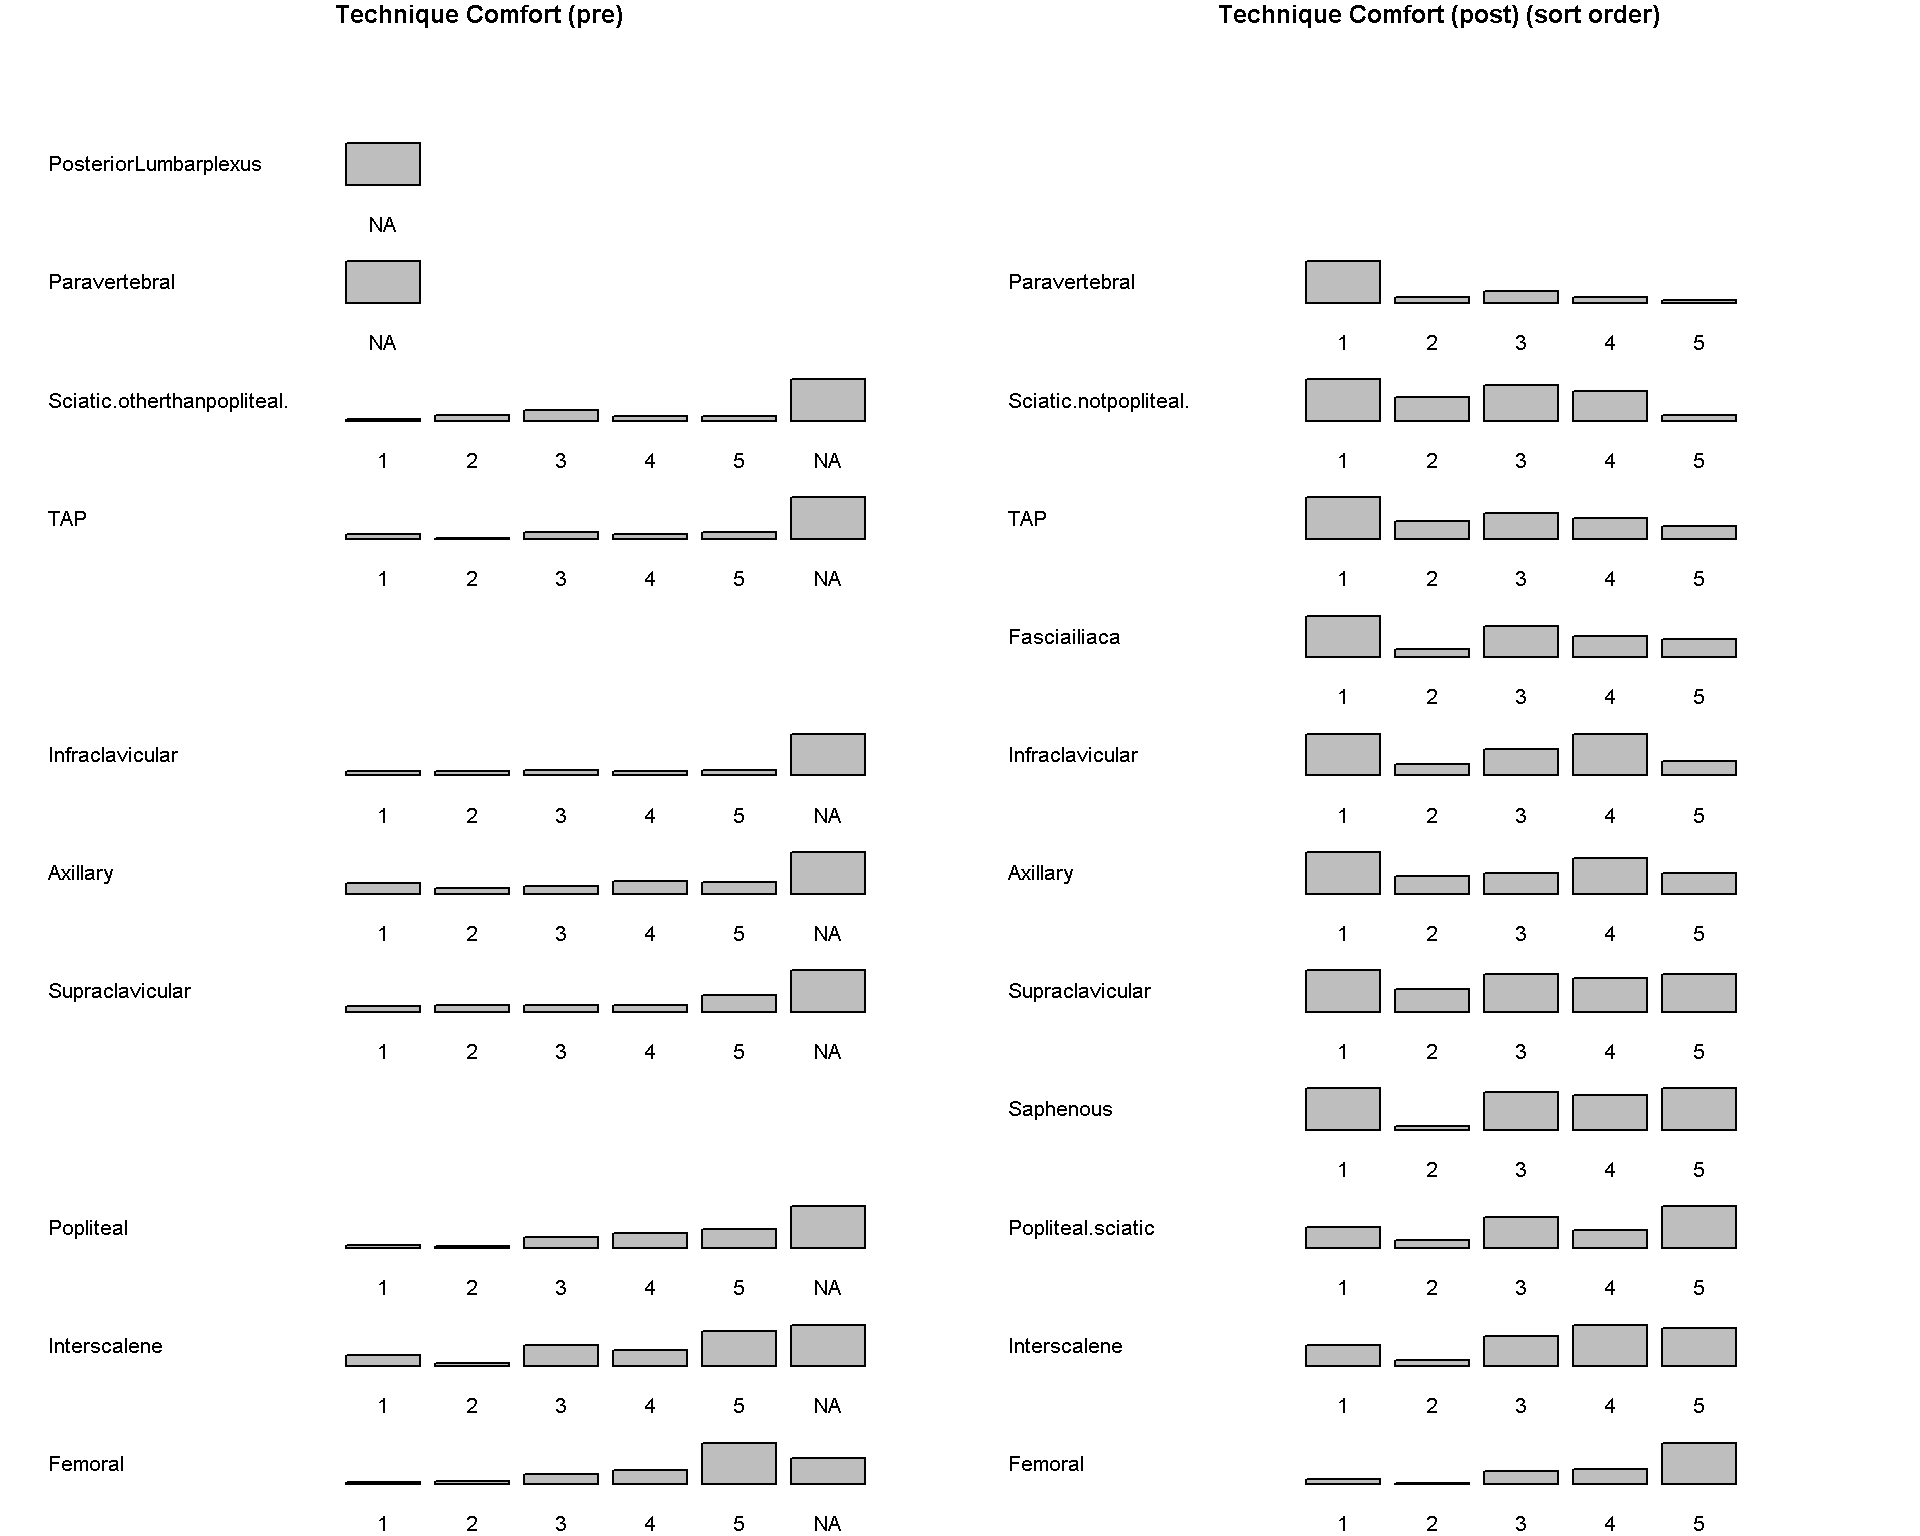 Technique Comfort (pre)
Technique Comfort (post) (sort order)
PosteriorLumbarplexus
NA
Paravertebral
NA
Paravertebral
1 2 3 4 5
Sciatic.otherthanpopliteal.
1 2 3 4 5 NA
Sciatic.notpopliteal.
1 2 3 4 5
TAP
1 2 3 4 5 NA
TAP
1 2 3 4 5
Fasciailiaca
1 2 3 4 5
Infraclavicular
1 2 3 4 5 NA
Infraclavicular
1 2 3 4 5
Axillary
1 2 3 4 5 NA
Axillary
1 2 3 4 5
Supraclavicular
1 2 3 4 5 NA
Supraclavicular
1 2 3 4 5
Saphenous
1 2 3 4 5
Popliteal
1 2 3 4 5 NA
Popliteal.sciatic
1 2 3 4 5
Interscalene
1 2 3 4 5 NA
Interscalene
1 2 3 4 5
Femoral
1 2 3 4 5 NA
Femoral
1 2 3 4 5